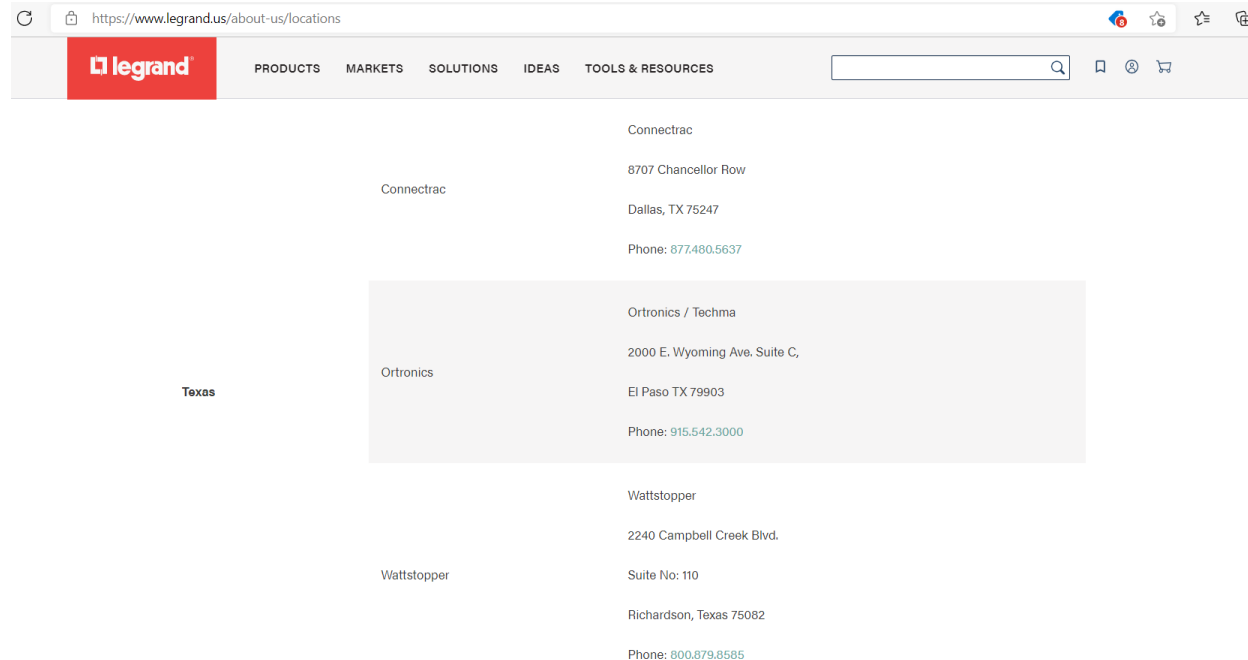 https://www.legrand.us/about-us/locations
8
legrand®
PRODUCTS MARKETS SOLUTIONS IDEAS TOOLS & RESOURCES
Texas
Connectrac
Connectrac
8707 Chancellor Row
Dallas, TX 75247
Phone: 877.480.5637
Ortronics
Ortronics / Techma
2000 E. Wyoming Ave. Suite C,
El Paso TX 79903
Phone: 915.542.3000
Wattstopper
Wattstopper
2240 Campbell Creek Blvd.
Suite No: 110
Richardson, Texas 75082
Phone: 800.879.8585